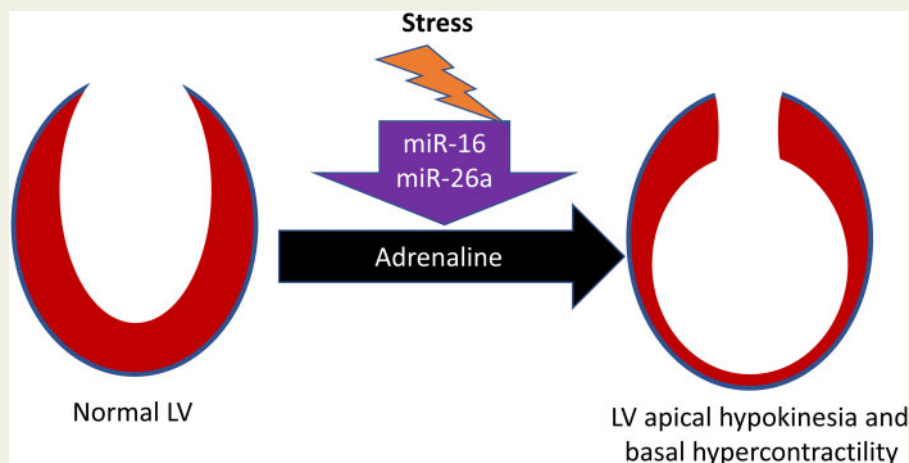 Stress
miR-16
miR-26a
Adrenaline
Normal LV
LV apical hypokinesia and
basal hypercontractility